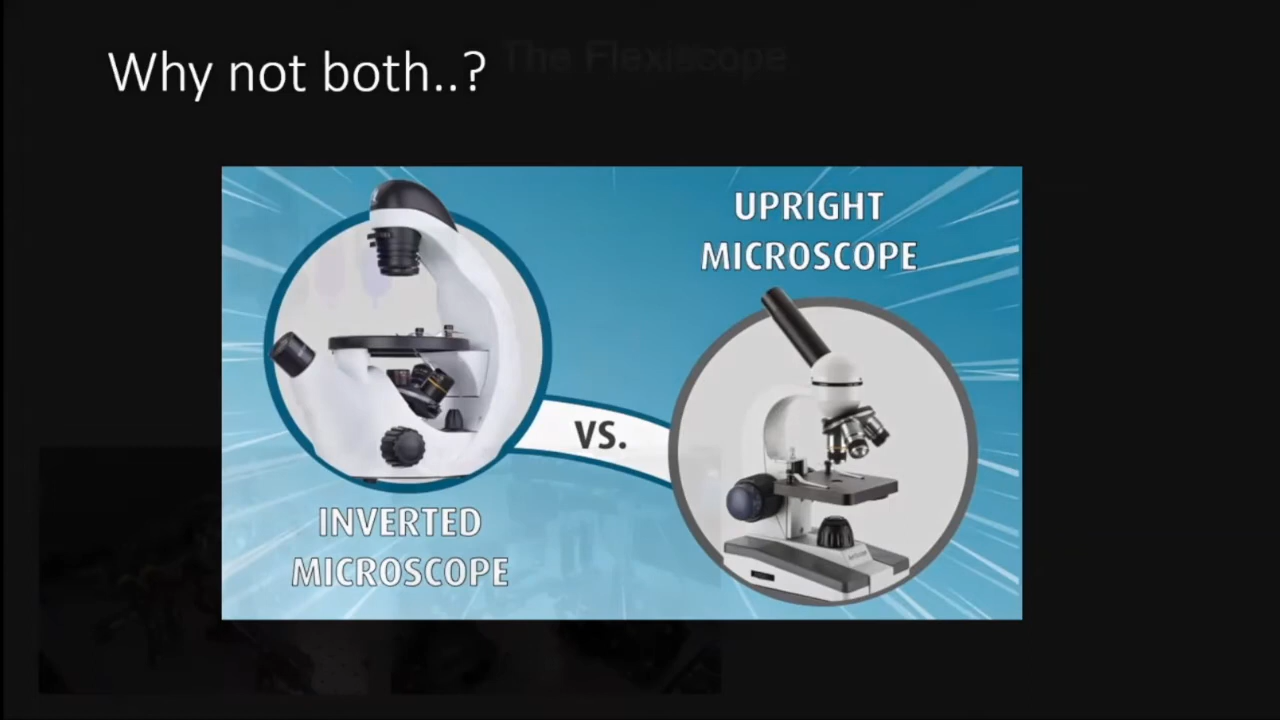 Why not both..?
The Flexiscope
UPRIGHT
MICROSCOPE
VS.
INVERTED
MICROSCOPE